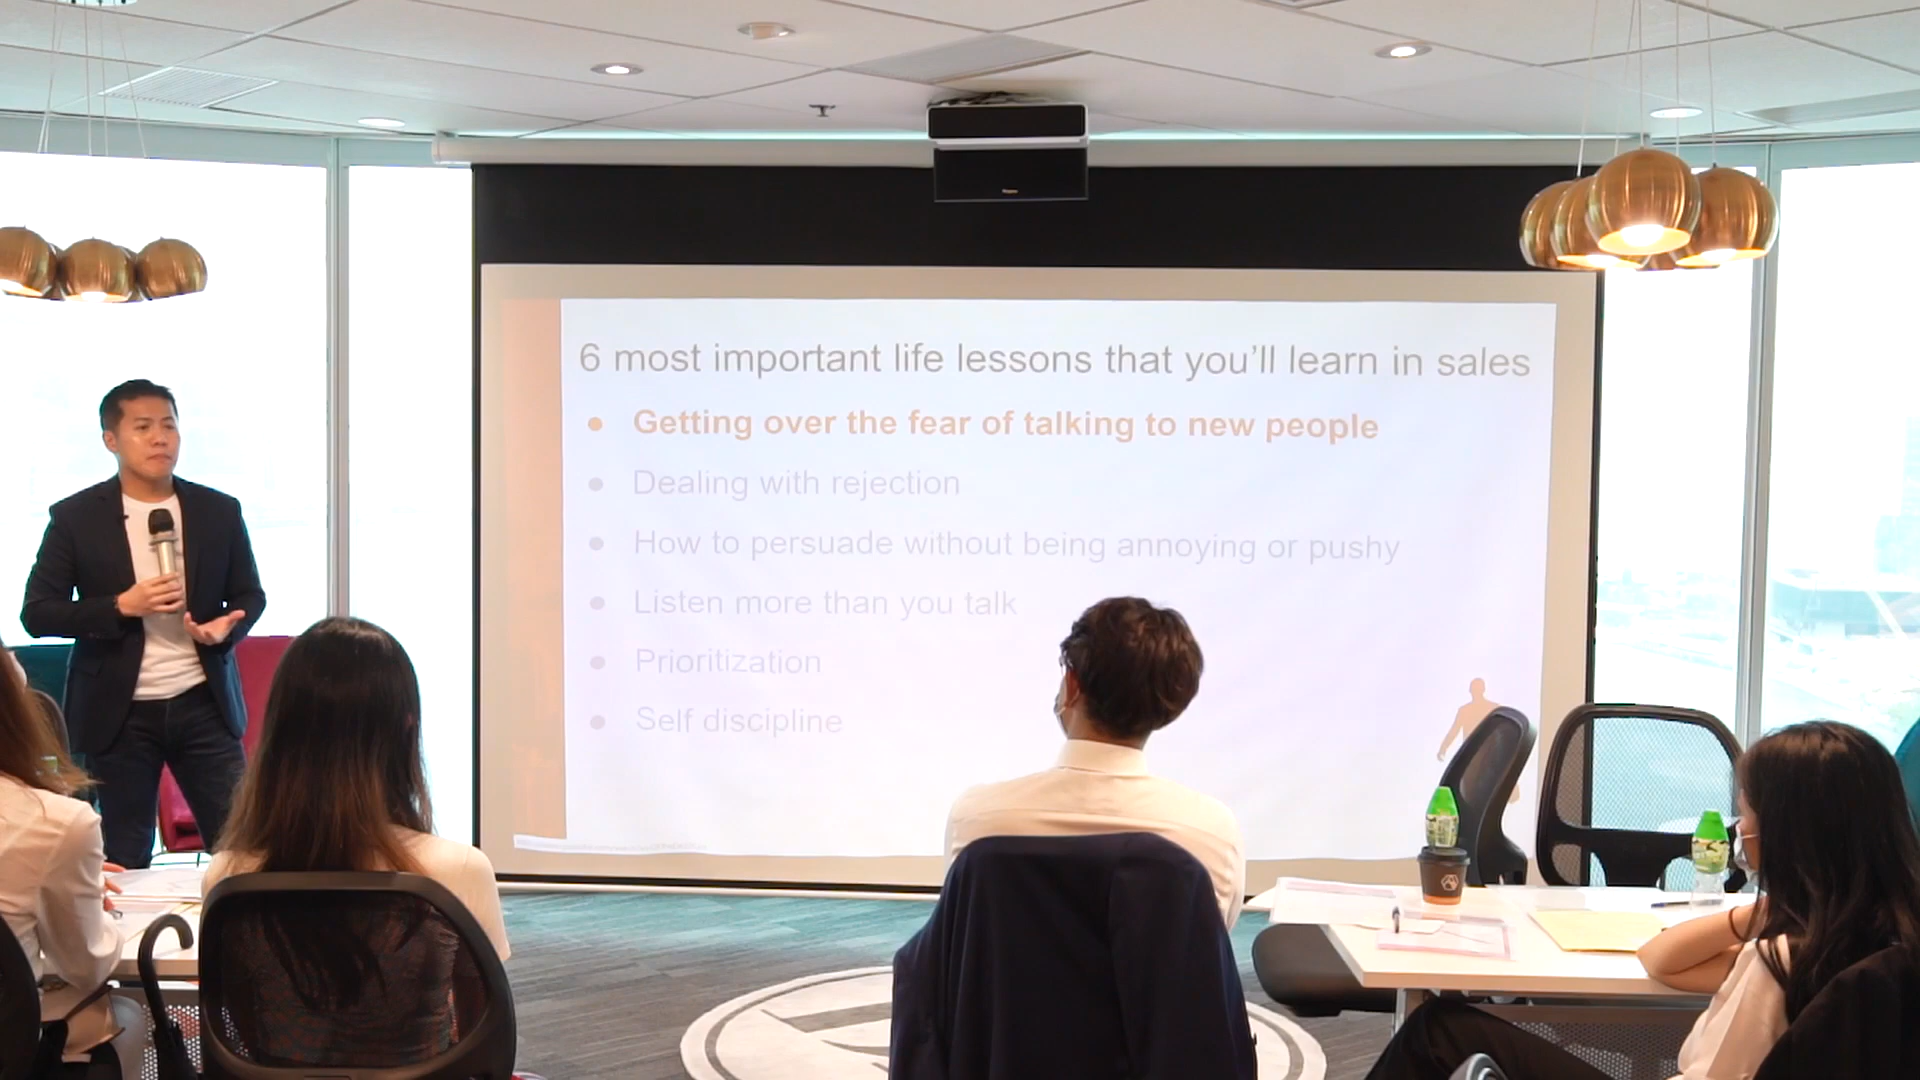 6 most important life lessons that you'll learn in sales
• Getting over the fear of talking to new people
• Dealing with rejection
• How to persuade without being annoying or pushy
• Listen more than you talk
• Prioritization
• Self discipline